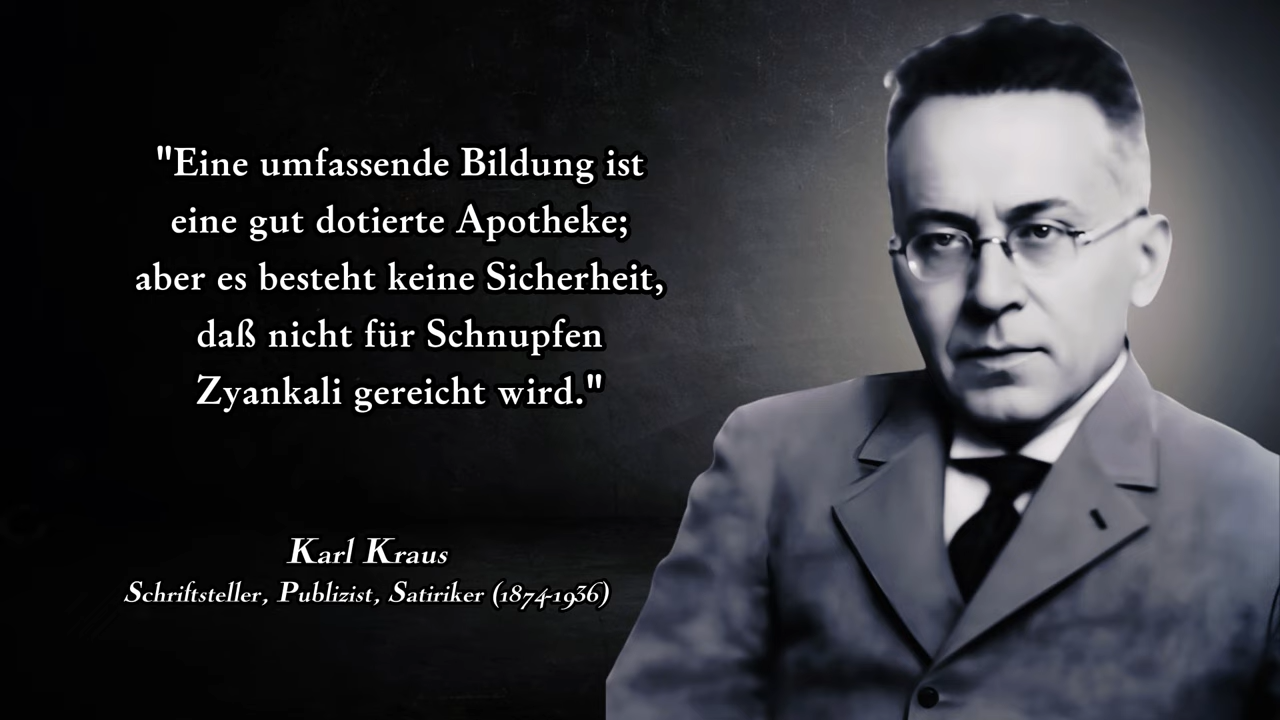 "Eine umfassende Bildung ist
eine gut dotierte Apotheke;
aber es besteht keine Sicherheit,
daß nicht für Schnupfen
Zyankali gereicht wird."
Karl Kraus
Schriftsteller, Publizist, Satiriker (1874-1936)